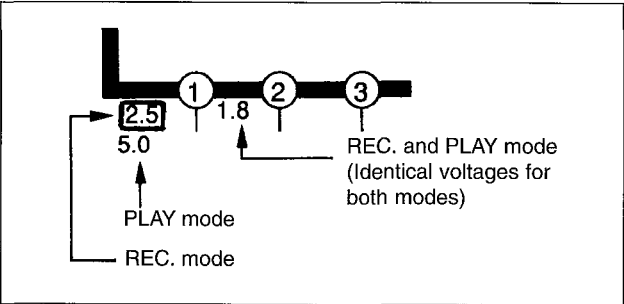 1 2 3
2.5 1.8
5.0
REC. and PLAY mode
(Identical voltages for
both modes)
PLAY mode
REC. mode